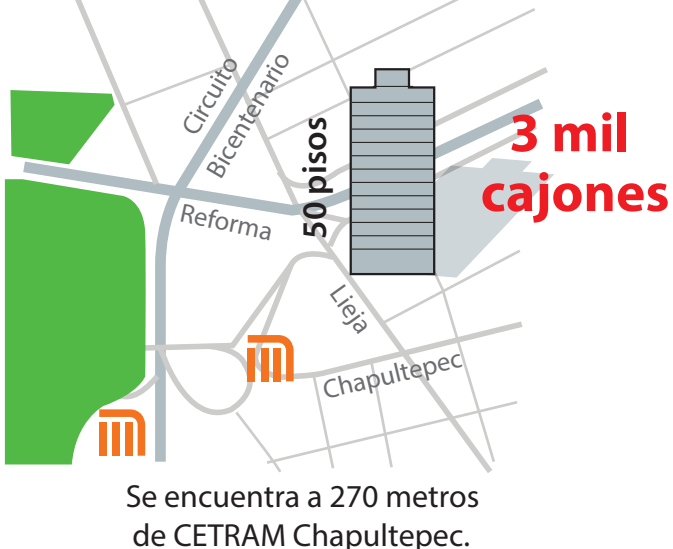 Circuito
Bicentenario
50 pisos
3 mil
cajones
Reforma
Lieja
Chapultepec
Se encuentra a 270 metros
de CETRAM Chapultepec.